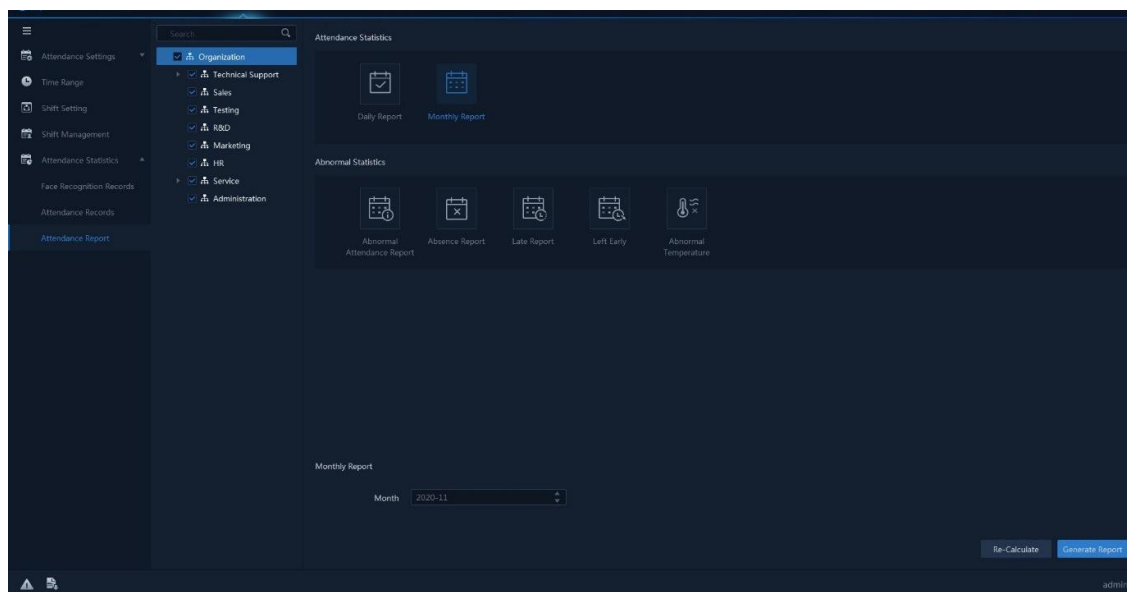 Search
Attendance Settings
Time Range
Shift Setting
Shift Management
Attendance Statistics
Face Recognition Records
Attendance Records
Attendance Report
Organization
Technical Support
Sales
Testing
R&D
Marketing
HR
Service
Administration
Attendance Statistics
Daily Report
Monthly Report
Abnormal Statistics
Abnormal
Attendance Report
Absence Report
Late Report
Left Early
Abnormal
Temperature
Monthly Report
Month 2020-11
Re-Calculate
Generate Report
admin